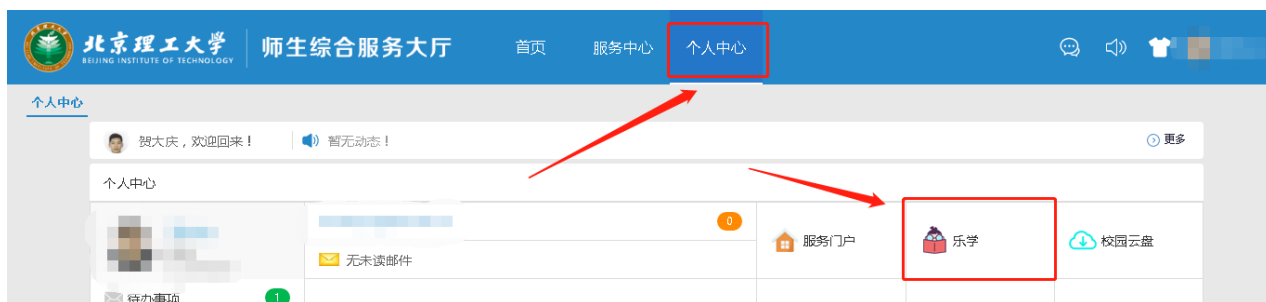 北京理工大学
BEIJING INSTITUTE OF TECHNOLOGY
师生综合服务大厅
首页
服务中心
个人中心
个人中心
贺大庆，欢迎回来！
暂无动态！
更多
个人中心
0
服务门户
乐学
校园云盘
无未读邮件
待办事项
1